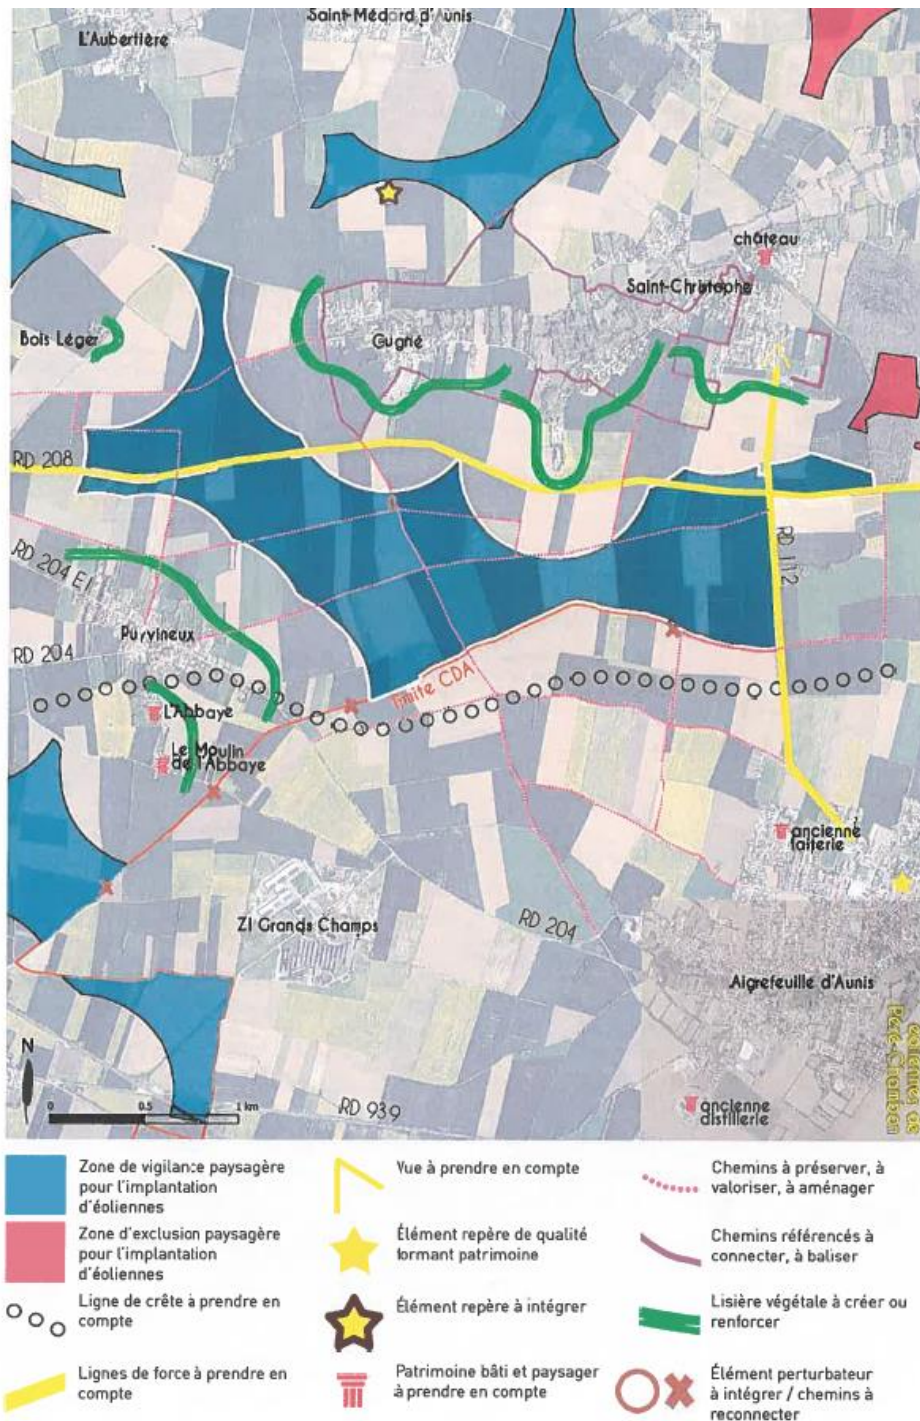 Saint-Médard d'Aunis
L'Aubertière
château
Saint-Christophe
Bois Léger
Cugné
RD 208
RD 204 E1
RD 112
Puyvineux
RD 204
limite CDA
L'Abbaye
Le Moulin
de l'Abbaye
ancienne
laiterie
ZI Grands Champs
RD 204
Aigrefeuille d'Aunis
éoliennes de
Péré-Chambon
N
0 0.5 1 km
RD 939
ancienne
distillerie
Zone de vigilance paysagère
pour l'implantation
d'éoliennes
Zone d'exclusion paysagère
pour l'implantation
d'éoliennes
Ligne de crête à prendre en
compte
Lignes de force à prendre en
compte
Vue à prendre en compte
Élément repère de qualité
formant patrimoine
Élément repère à intégrer
Patrimoine bâti et paysager
à prendre en compte
Chemins à préserver, à
valoriser, à aménager
Chemins référencés à
connecter, à baliser
Lisière végétale à créer ou
renforcer
Élément perturbateur
à intégrer / chemins à
reconnecter